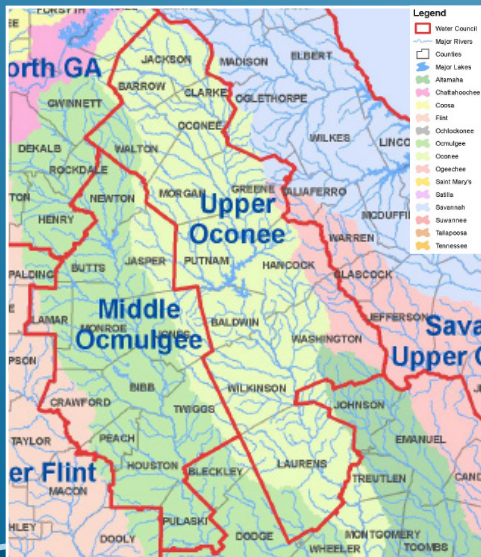 FORSYTH
JACKSON
MADISON
ELBERT
orth GA
BARROW
CLARKE
OGLETHORPE
GWINNETT
OCONEE
WILKES
LINCO
DEKALB
WALTON
ROCKDALE
MORGAN
GREENE
TALIAFERRO
TON
NEWTON
Upper
Oconee
MCDUFFI
HENRY
WARREN
PALDING
BUTTS
JASPER
PUTNAM
HANCOCK
GLASCOCK
LAMAR
Middle
Ocmulgee
MONROE
JONES
BALDWIN
JEFFERSON
Sava
Upper O
PSON
WASHINGTON
BIBB
WILKINSON
CRAWFORD
TWIGGS
JOHNSON
TAYLOR
PEACH
EMANUEL
er Flint
HOUSTON
BLECKLEY
LAURENS
TREUTLEN
CAND
MACON
PULASKI
DODGE
MONTGOMERY
HLEY
DOOLY
WHEELER
TOOMBS
Legend
Water Council
Major Rivers
Counties
Major Lakes
Altamaha
Chattahoochee
Coosa
Flint
Ochlockonee
Ocmulgee
Oconee
Ogeechee
Saint Mary's
Satilla
Savannah
Suwannee
Tallapoosa
Tennessee